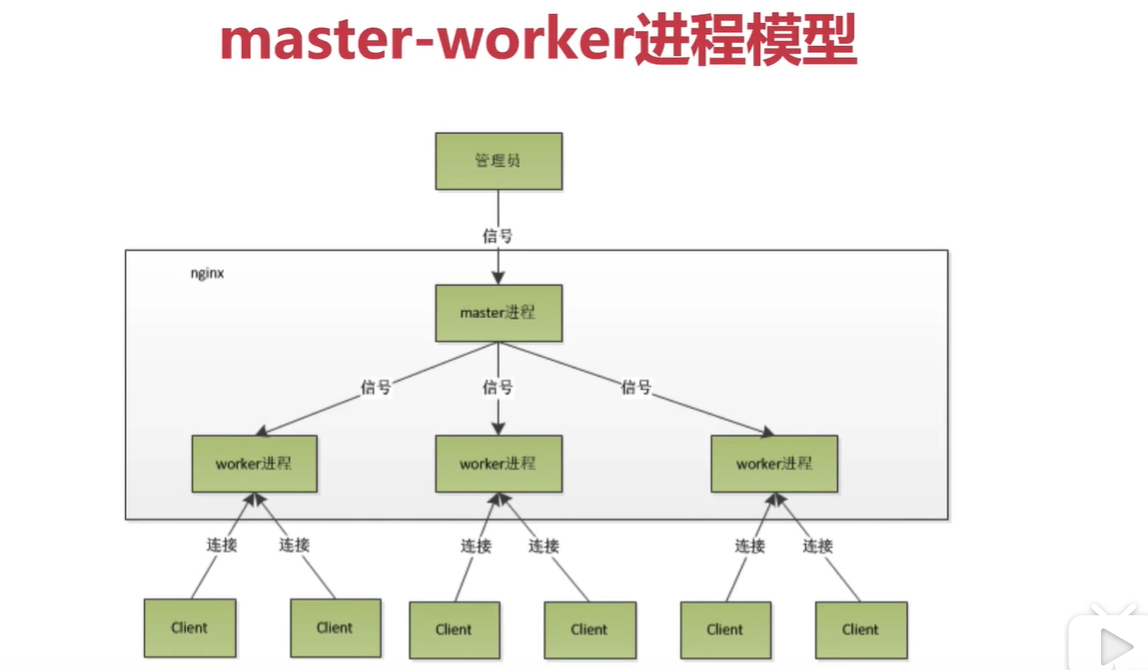 master-worker进程模型
管理员
信号
nginx
master进程
信号
信号
信号
worker进程
worker进程
worker进程
连接
连接
连接
连接
连接
连接
Client
Client
Client
Client
Client
Client